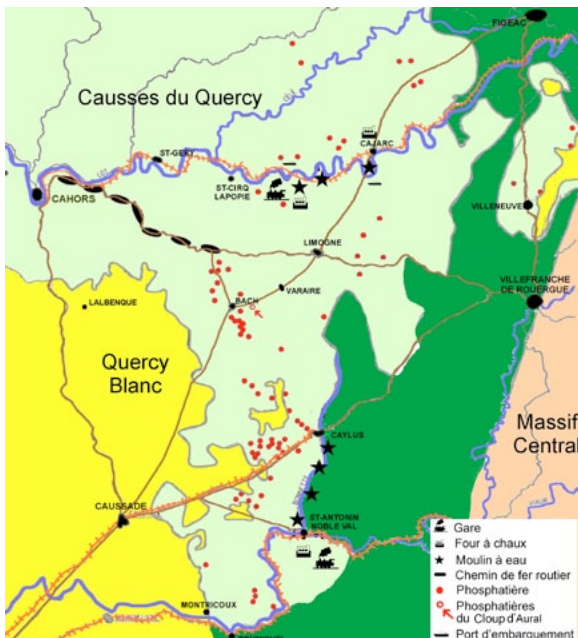 FIGEAC
Causses du Quercy
CAJARC
ST-GERY
LOT
ST-CIRQ
LAPOPIE
CAHORS
VILLENEUVE
LIMOGNE
VARAIRE
VILLEFRANCHE
DE ROUERGUE
BACH
LALBENQUE
Quercy
Blanc
Massif
Central
CAYLUS
CAUSSADE
ST-ANTONIN
NOBLE VAL
MONTRICOUX
Gare
Four à chaux
Moulin à eau
Chemin de fer routier
Phosphatière
Phosphatières
du Cloup d'Aural
Port d'embarquement